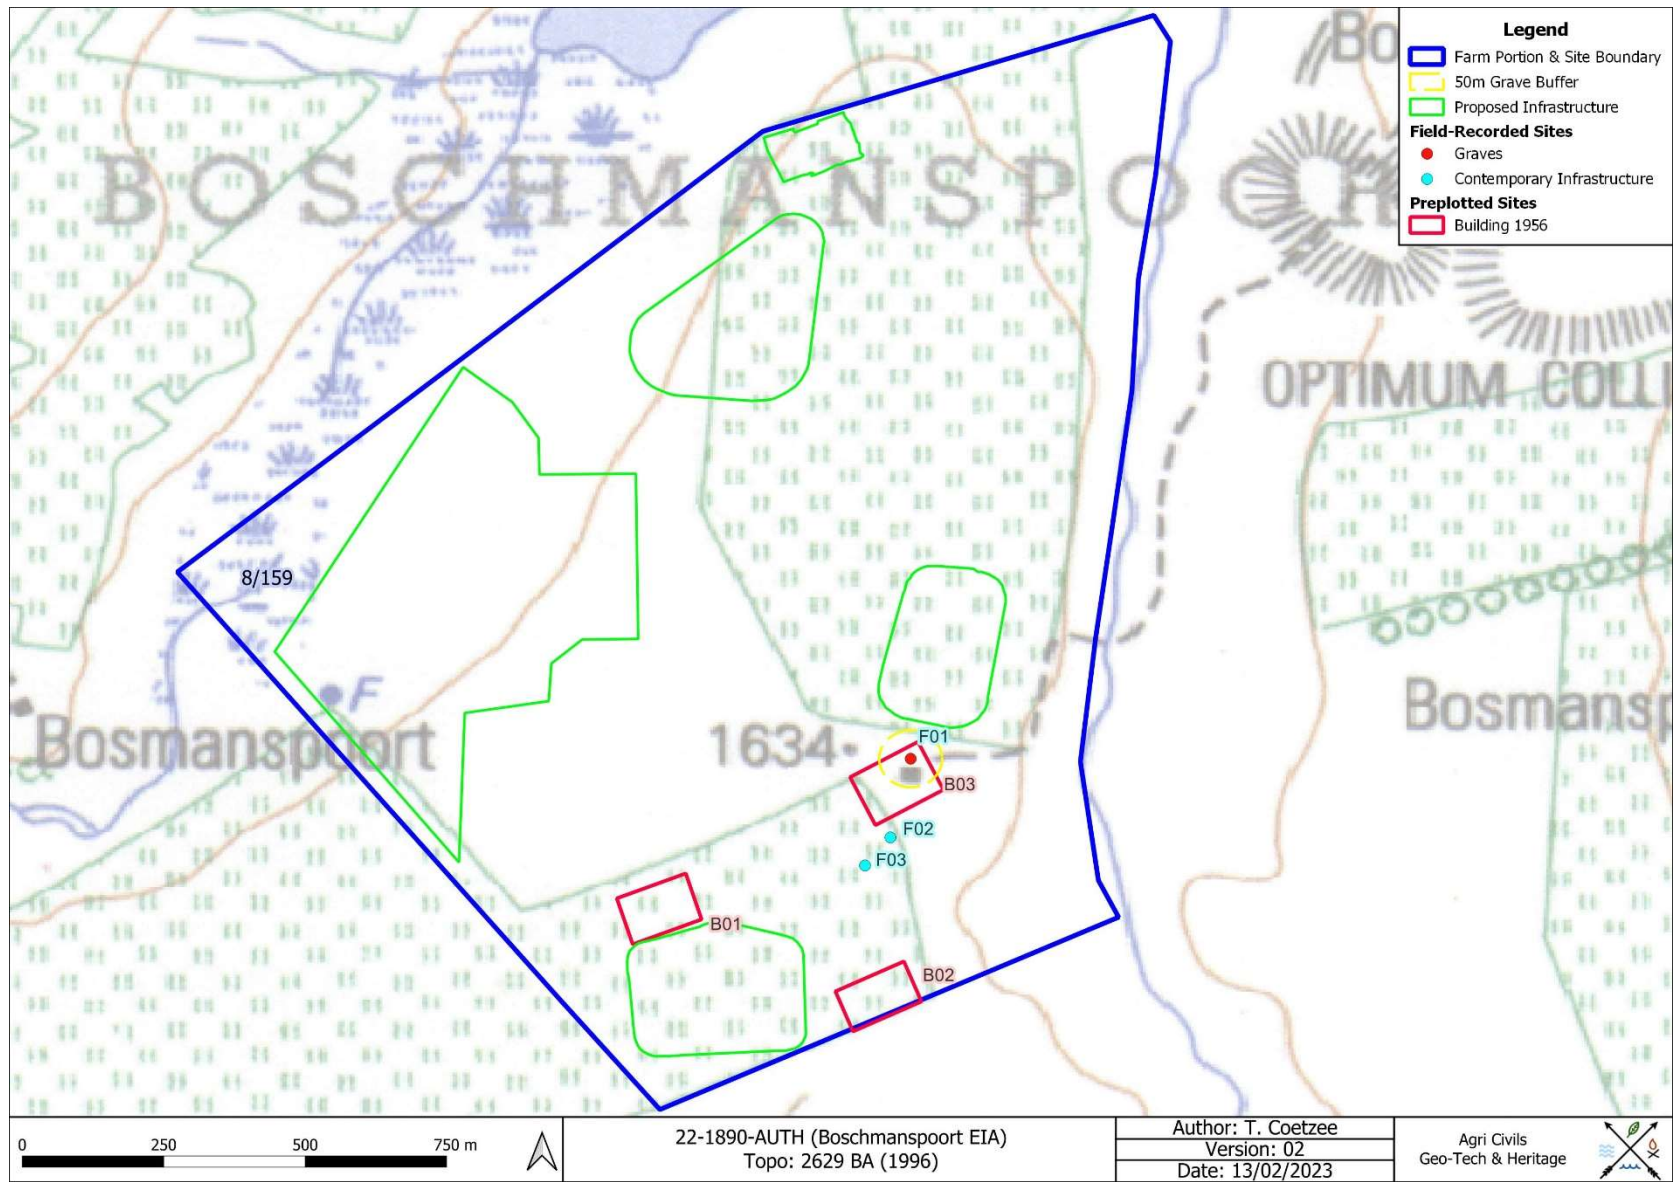 Bo
Legend
Farm Portion & Site Boundary
50m Grave Buffer
Proposed Infrastructure
Field-Recorded Sites
Graves
Contemporary Infrastructure
Preplotted Sites
Building 1956
BOSCHMANSPOO
OPTIMUM COLLI
8/159
F
Bosmanspoort
Bosmansp
1634
F01
B03
F02
F03
B01
B02
0 250 500 750 m
22-1890-AUTH (Boschmanspoort EIA)
Topo: 2629 BA (1996)
Author: T. Coetzee
Version: 02
Date: 13/02/2023
Agri Civils
Geo-Tech & Heritage